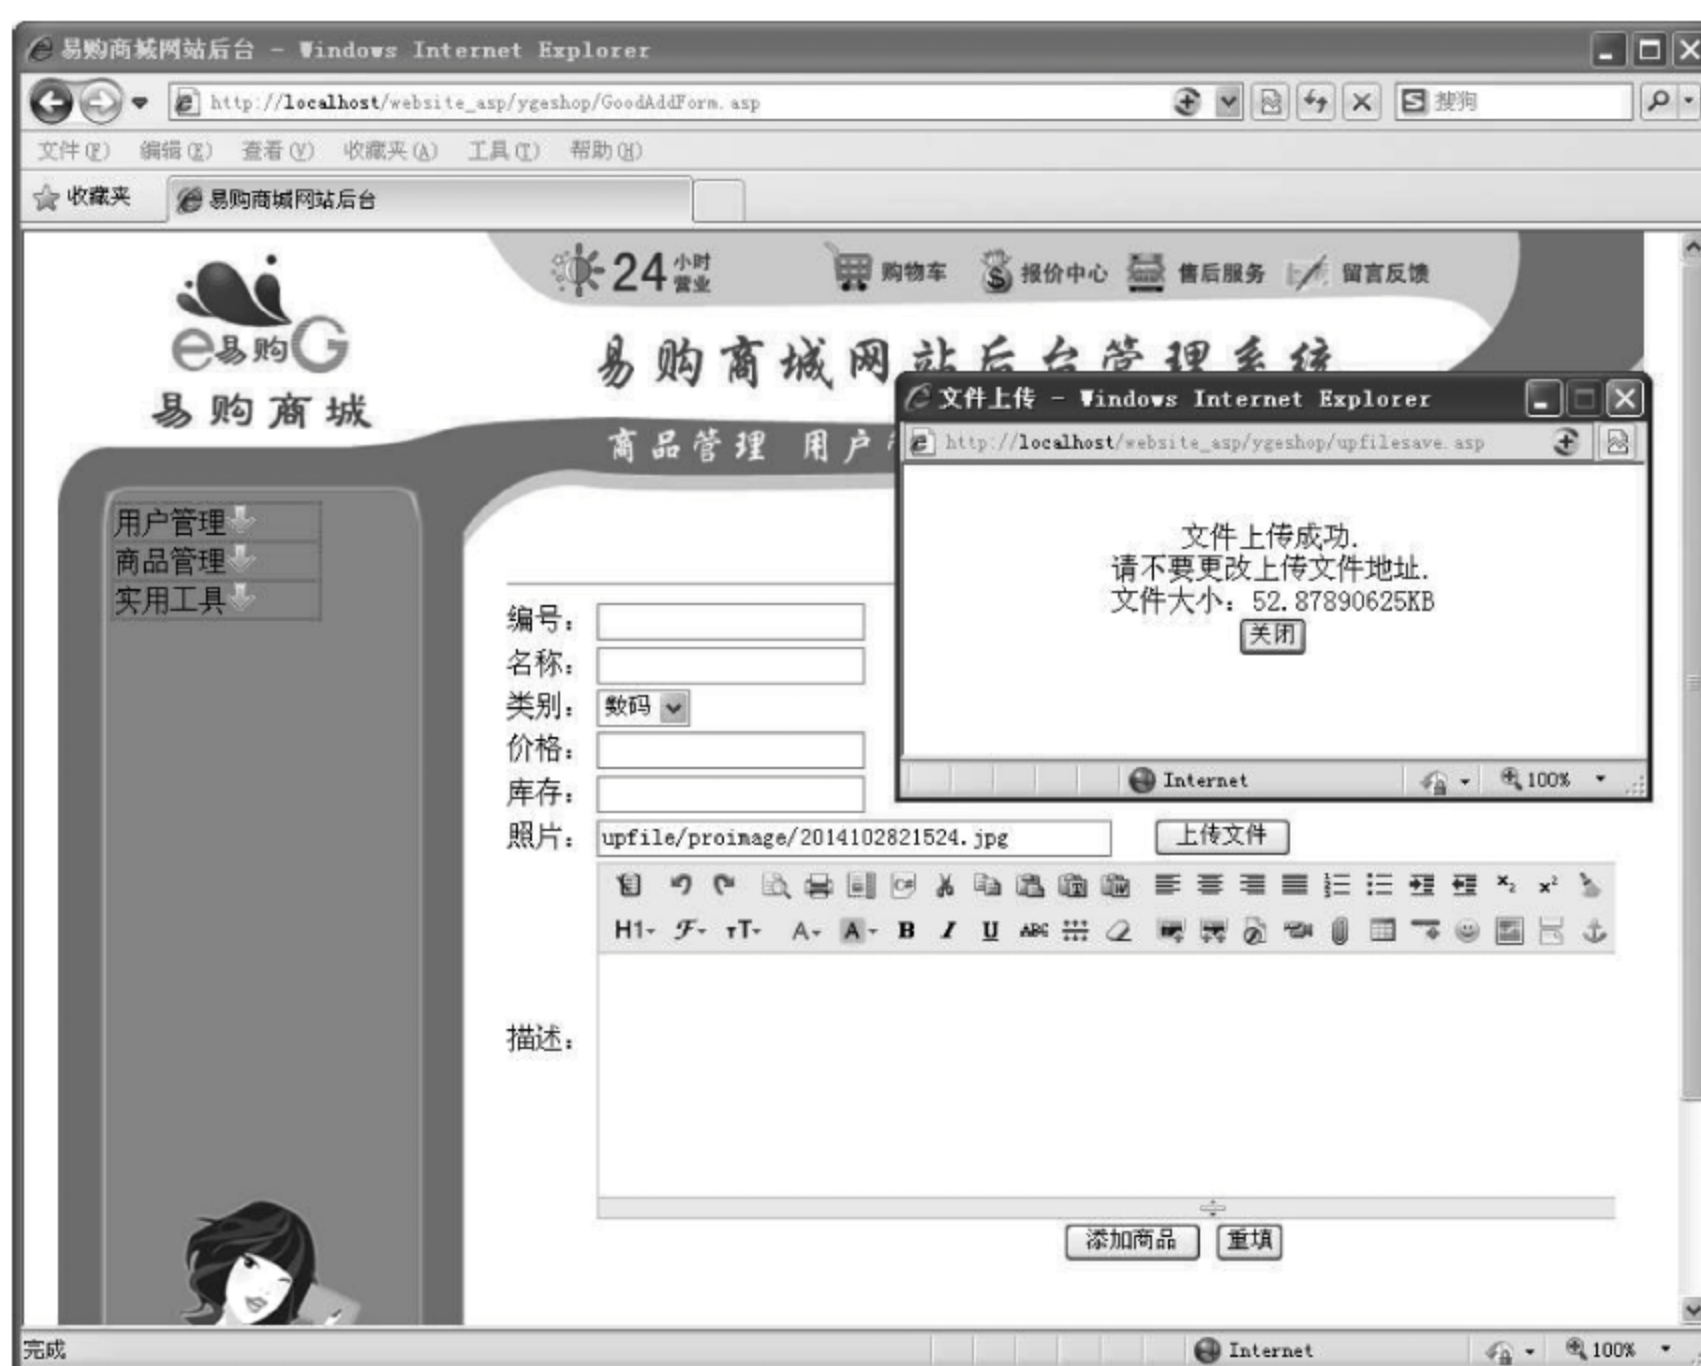 易购商城网站后台 - Windows Internet Explorer
http://localhost/website_asp/ygeshop/GoodAddForm.asp
搜狗
文件(F) 编辑(E) 查看(V) 收藏夹(A) 工具(T) 帮助(H)
收藏夹 易购商城网站后台
24小时营业 购物车 报价中心 售后服务 留言反馈
e易购G
易购商城
易购商城网站后台管理系统
商品管理 用户
文件上传 - Windows Internet Explorer
http://localhost/website_asp/ygeshop/upfilesave.asp
文件上传成功.
请不要更改上传文件地址.
文件大小: 52.87890625KB
关闭
Internet 100%
用户管理
商品管理
实用工具
编号:
名称:
类别: 数码
价格:
库存:
照片: upfile/proimage/2014102821524.jpg 上传文件
H1 F TT A A B I U ABC
描述:
添加商品 重填
完成 Internet 100%